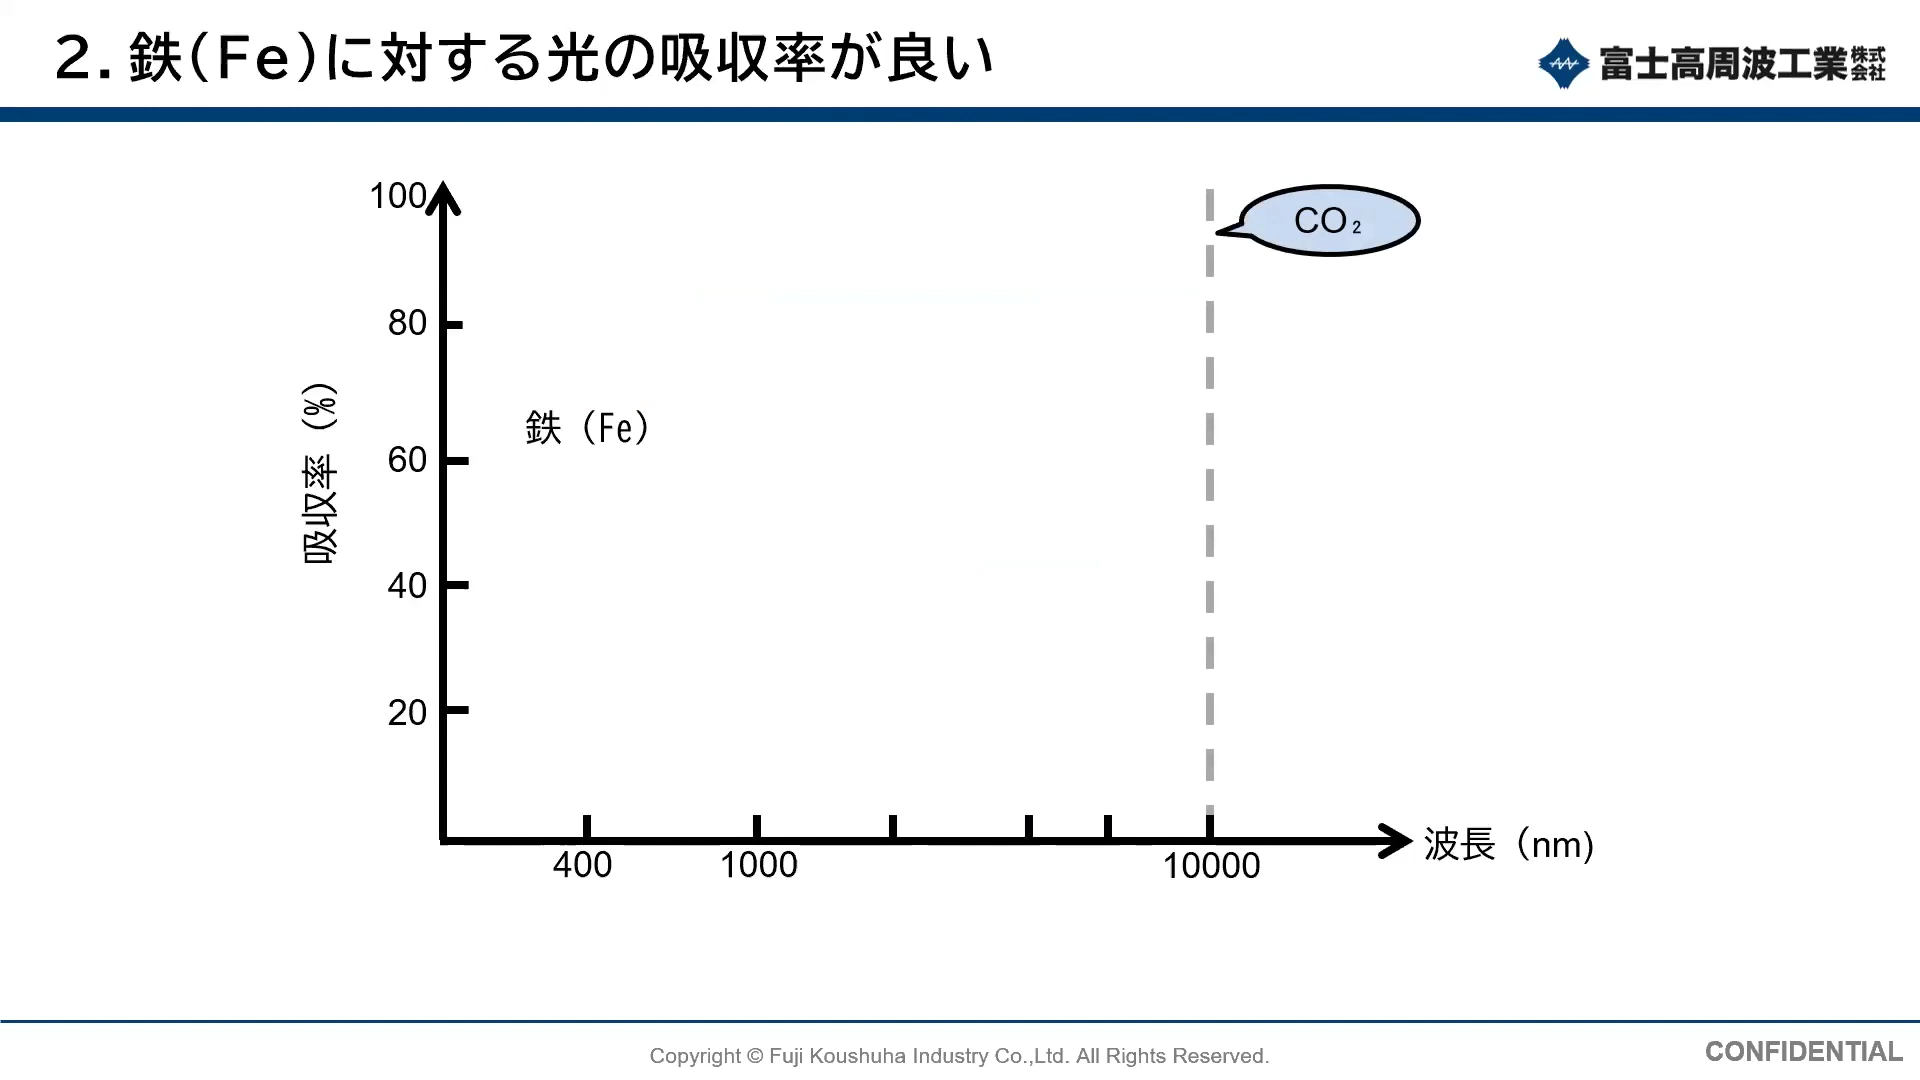 2.鉄(Fe)に対する光の吸収率が良い
富士高周波工業株式会社
100
CO₂
80
鉄（Fe）
60
吸収率（%）
40
20
波長（nm)
400
1000
10000
Copyright © Fuji Koushuha Industry Co.,Ltd. All Rights Reserved.
CONFIDENTIAL